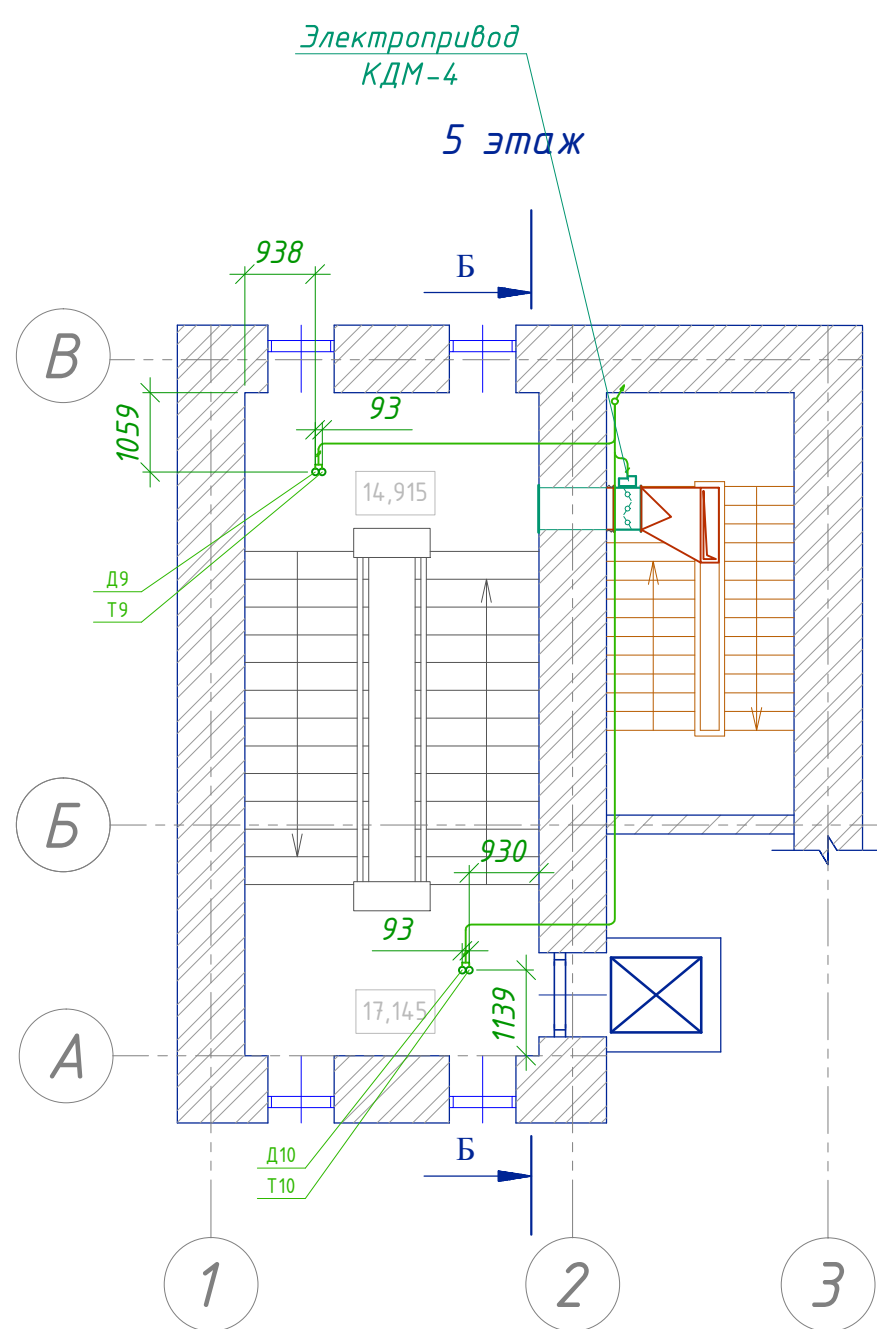 Электропривод
КДМ-4
5 этаж
938
Б
В
1059
93
14,915
Д9
Т9
Б
930
93
17,145
1139
А
Д10
Т10
Б
1
2
3